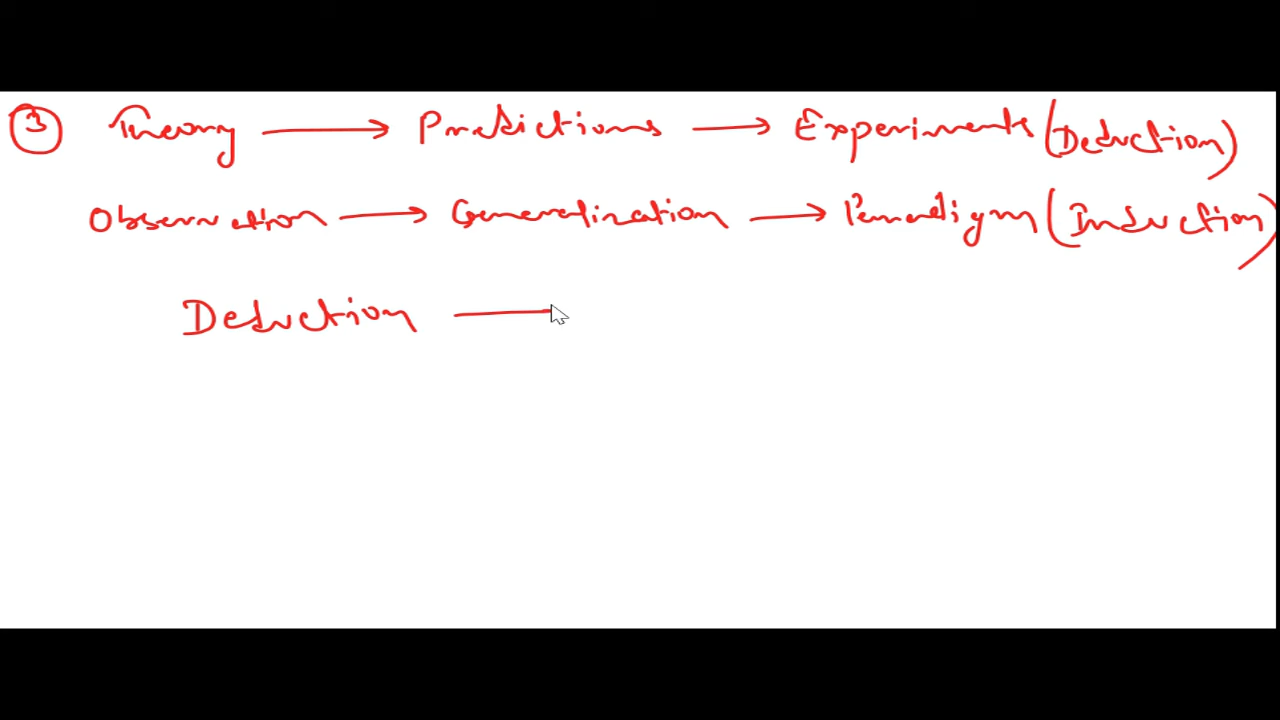 ③ Theory → Predictions → Experiments (Deduction)
Observation → Generalization → Paradigm (Induction)
Deduction —